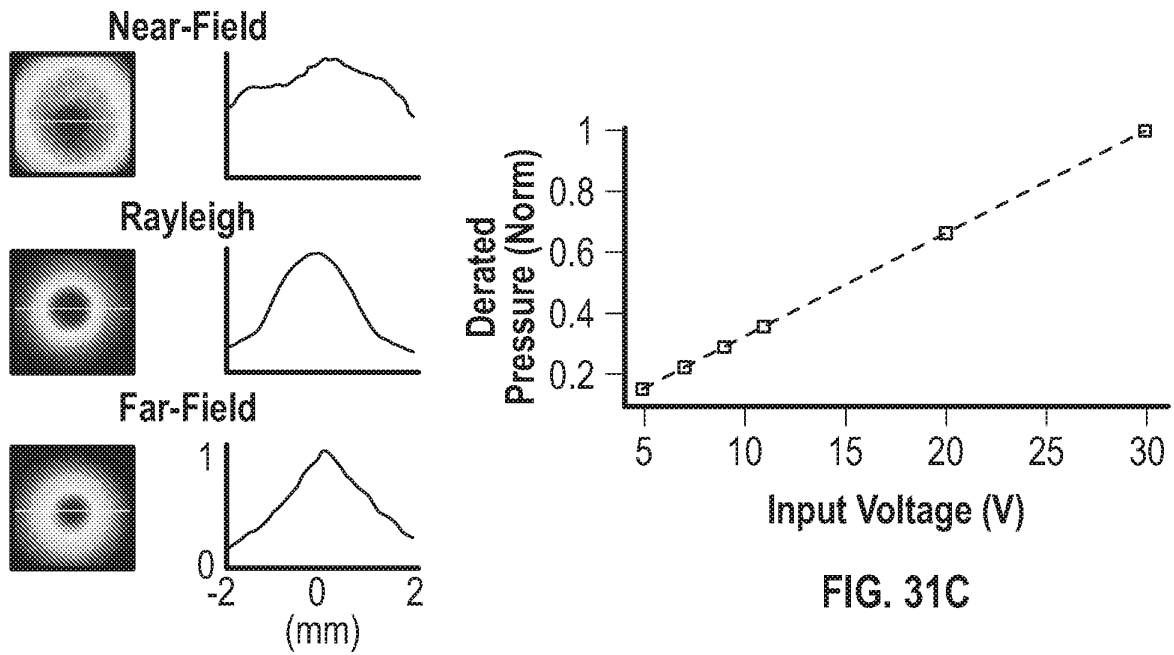 Near-Field
Rayleigh
Far-Field
1
0
-2 0 2
(mm)
Derated
Pressure (Norm)
1
0.8
0.6
0.4
0.2
5 10 15 20 25 30
Input Voltage (V)
FIG. 31C